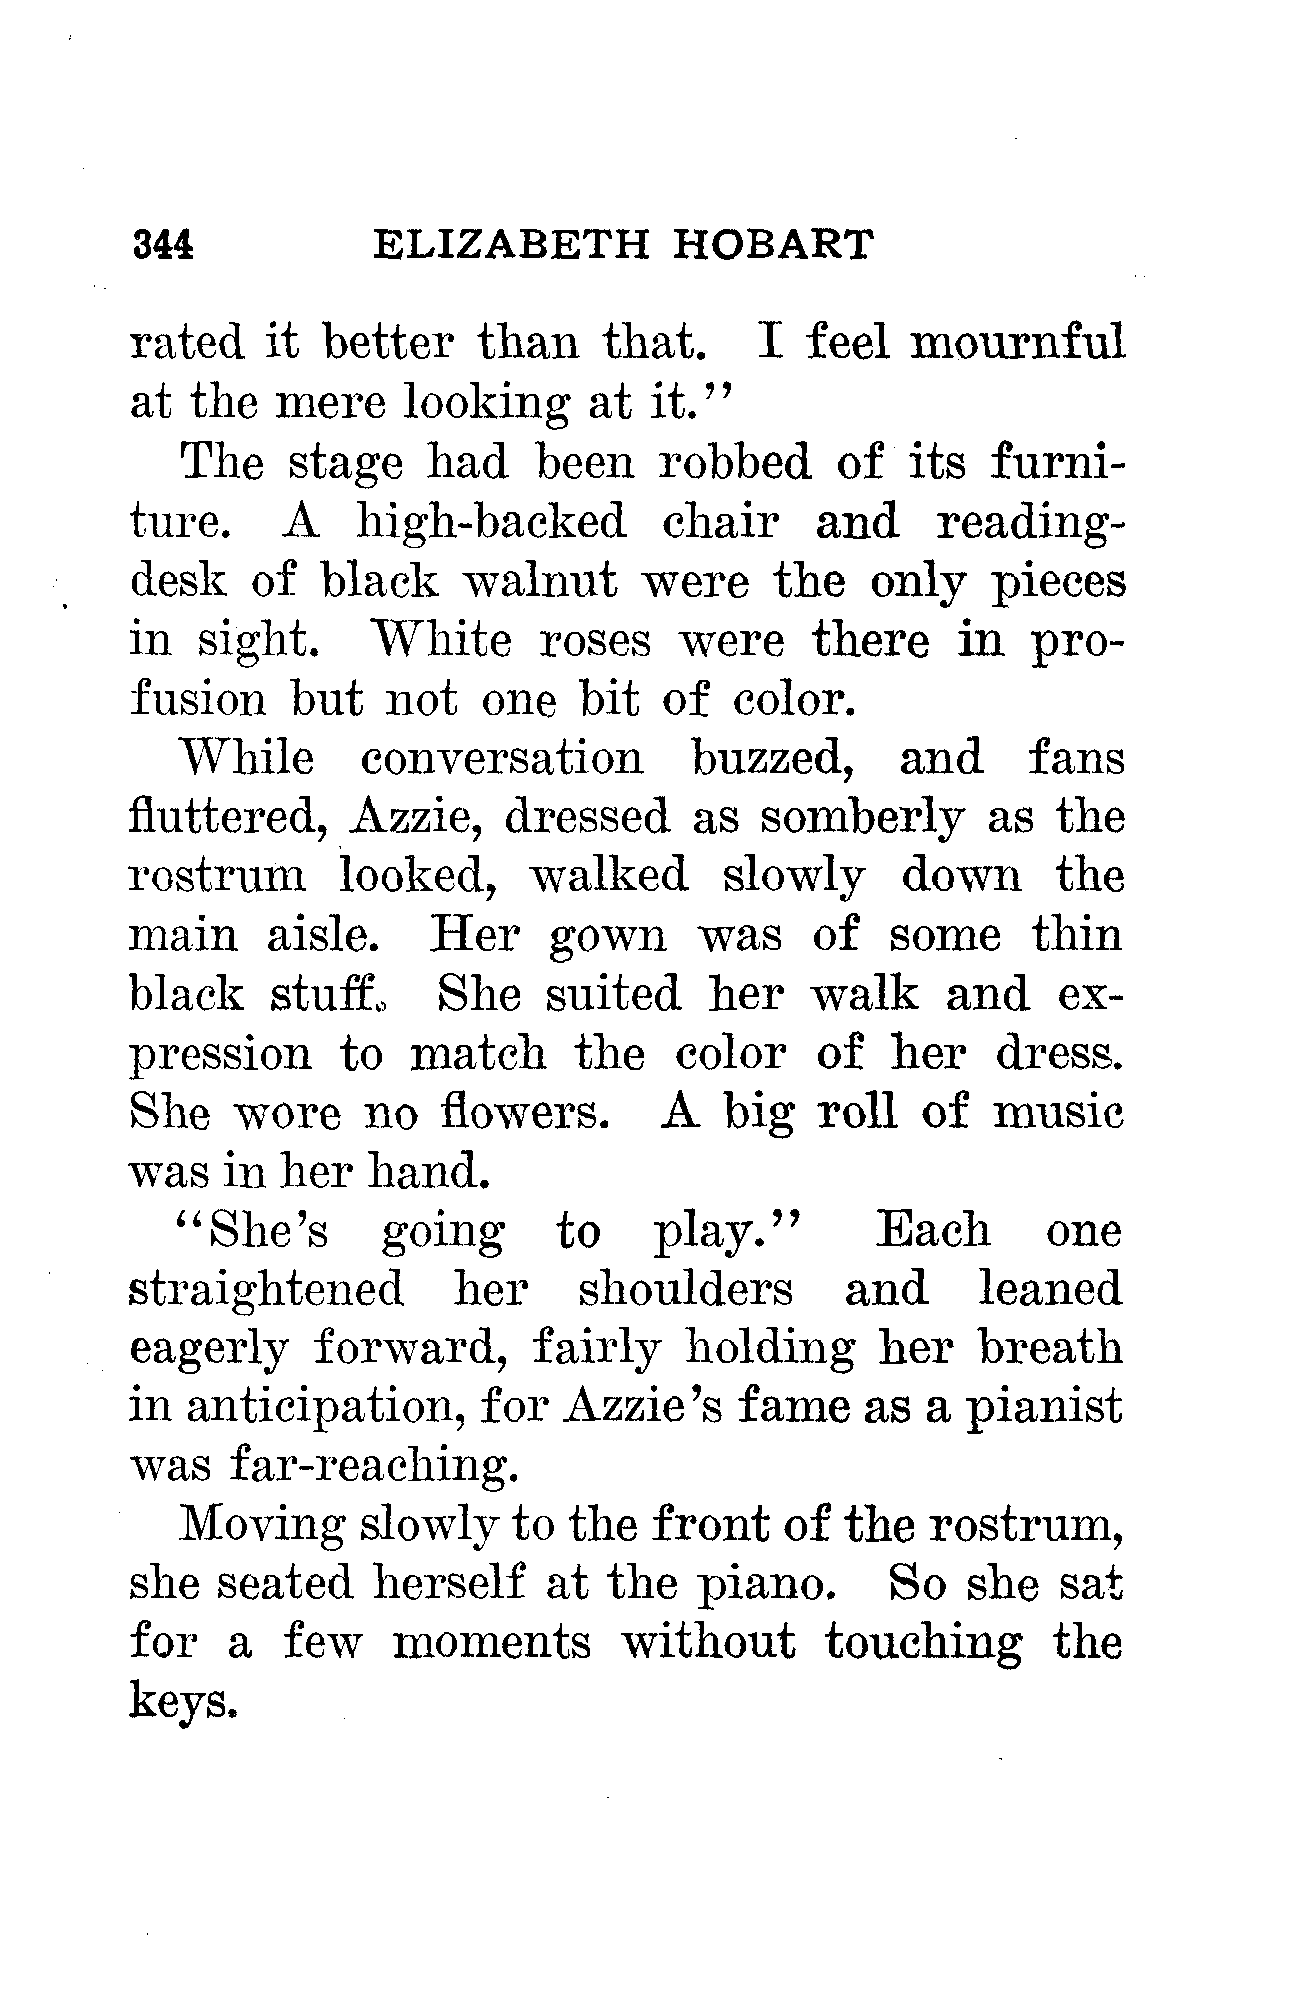 344 ELIZABETH HOBART
rated it better than that. I feel mournful
at the mere looking at it."
The stage had been robbed of its furni-
ture. A high-backed chair and reading-
desk of black walnut were the only pieces
in sight. White roses were there in pro-
fusion but not one bit of color.
While conversation buzzed, and fans
fluttered, Azzie, dressed as somberly as the
rostrum looked, walked slowly down the
main aisle. Her gown was of some thin
black stuff. She suited her walk and ex-
pression to match the color of her dress.
She wore no flowers. A big roll of music
was in her hand.
"She's going to play." Each one
straightened her shoulders and leaned
eagerly forward, fairly holding her breath
in anticipation, for Azzie's fame as a pianist
was far-reaching.
Moving slowly to the front of the rostrum,
she seated herself at the piano. So she sat
for a few moments without touching the
keys.